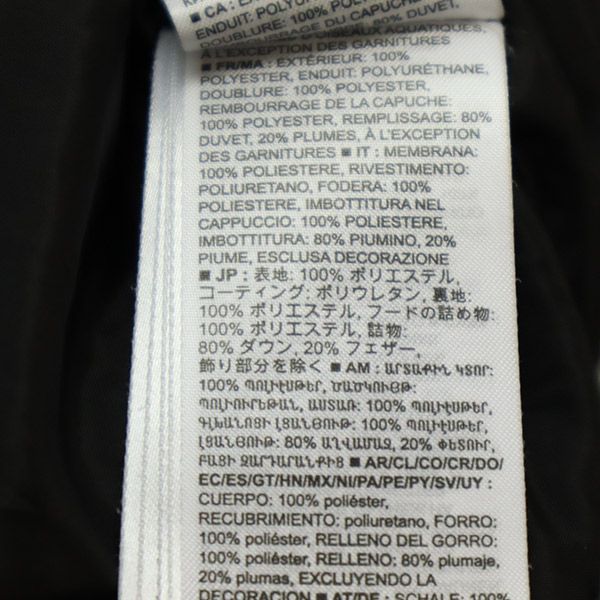 ■ CA :
ENDUIT: POLYU
DOUBLURE: 100% POLYES
REMBOURRAGE DU CAPUCHE:
80% DUVET,
À L'EXCEPTION DES GARNITURES
■ FR/MA : EXTÉRIEUR: 100%
POLYESTER, ENDUIT: POLYURÉTHANE,
DOUBLURE: 100% POLYESTER,
REMBOURRAGE DE LA CAPUCHE:
100% POLYESTER, REMPLISSAGE: 80%
DUVET, 20% PLUMES, À L'EXCEPTION
DES GARNITURES ■ IT : MEMBRANA:
100% POLIESTERE, RIVESTIMENTO:
POLIURETANO, FODERA: 100%
POLIESTERE, IMBOTTITURA NEL
CAPPUCCIO: 100% POLIESTERE,
IMBOTTITURA: 80% PIUMINO, 20%
PIUME, ESCLUSA DECORAZIONE
■ JP : 表地: 100% ポリエステル,
コーティング: ポリウレタン, 裏地:
100% ポリエステル, フードの詰め物:
100% ポリエステル, 詰物:
80% ダウン, 20% フェザー,
飾り部分を除く ■ AM : ԱՐՏԱՔԻՆ ԿՏՈՐ:
100% ՊՈԼԻԷՍԹԵՐ, ԾԱԾԿՈՒՅԹ:
ՊՈԼԻՈՒՐԵԹԱՆ, ԱՍՏԱՌ: 100% ՊՈԼԻԷՍԹԵՐ,
ԳԼԽԱՆՈՑԻ ԼՑԱՆՅՈՒԹ: 100% ՊՈԼԻԷՍԹԵՐ,
ԼՑԱՆՅՈՒԹ: 80% ԱՂՎԱՄԱԶ, 20% ՓԵՏՈՒՐ,
ԲԱՑԻ ԶԱՐԴԱՐԱՆՔԻՑ ■ AR/CL/CO/CR/DO/
EC/ES/GT/HN/MX/NI/PA/PE/PY/SV/UY :
CUERPO: 100% poliéster,
RECUBRIMIENTO: poliuretano, FORRO:
100% poliéster, RELLENO DEL GORRO:
100% poliéster, RELLENO: 80% plumaje,
20% plumas, EXCLUYENDO LA
DECORACION ■ AT/DE : SCHALE: 100%